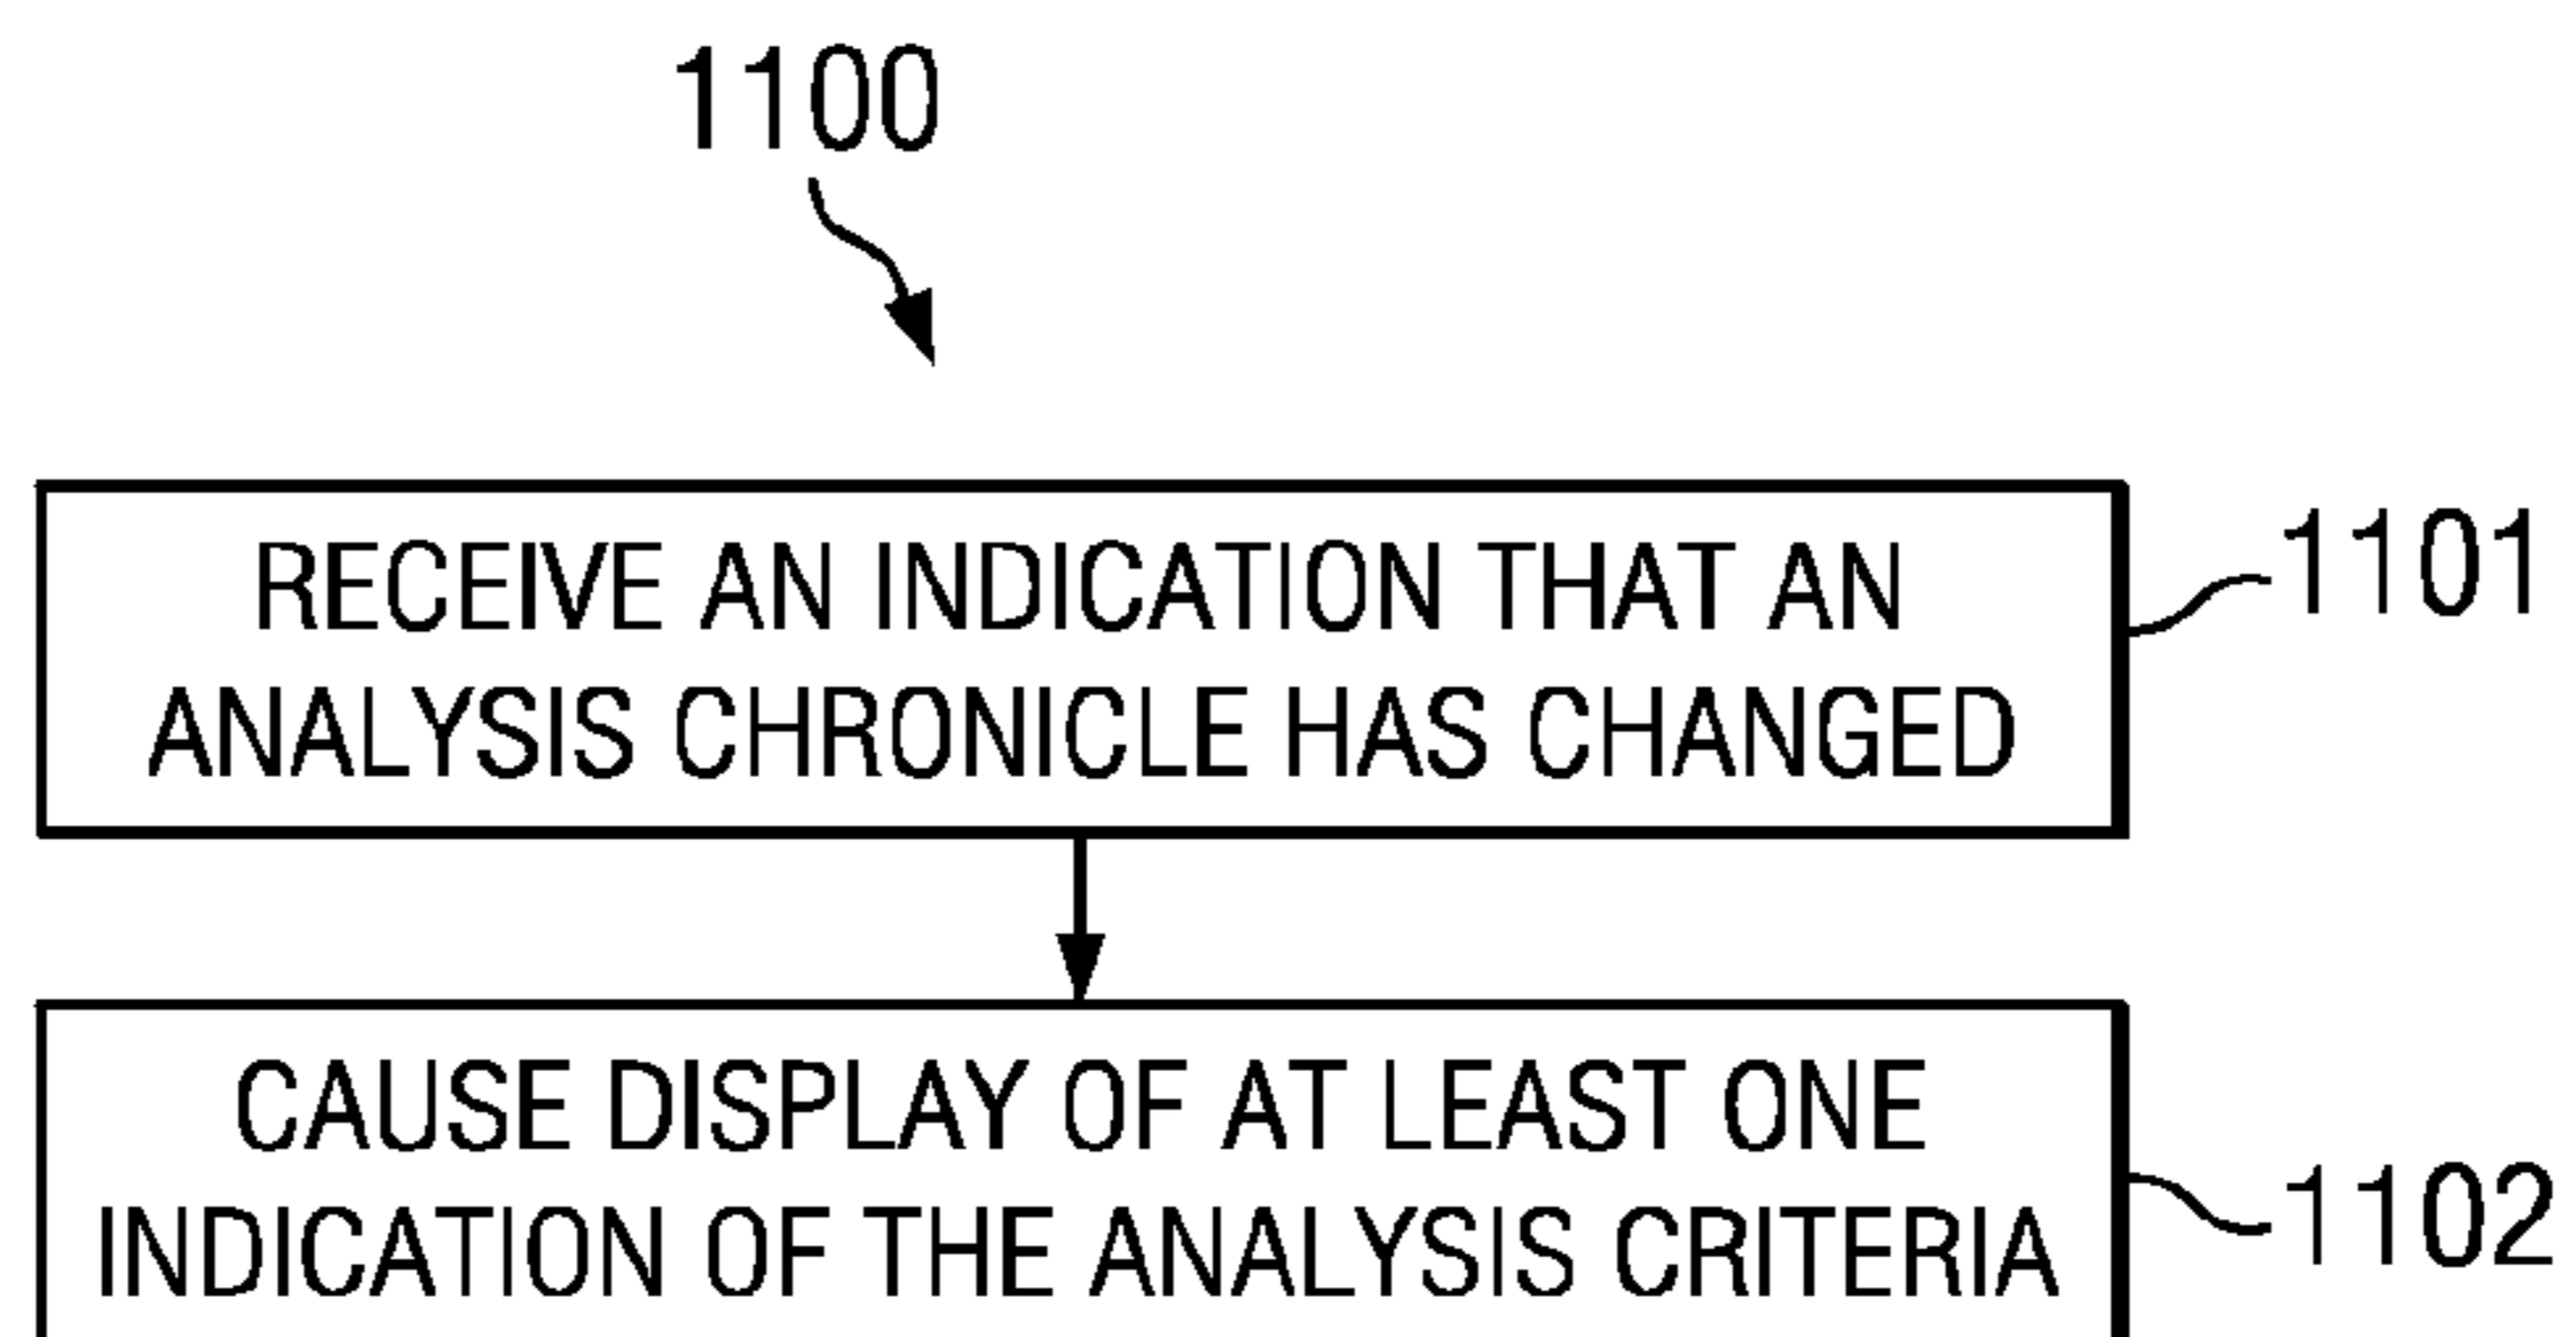 1100
RECEIVE AN INDICATION THAT AN
ANALYSIS CHRONICLE HAS CHANGED
1101
CAUSE DISPLAY OF AT LEAST ONE
INDICATION OF THE ANALYSIS CRITERIA
1102